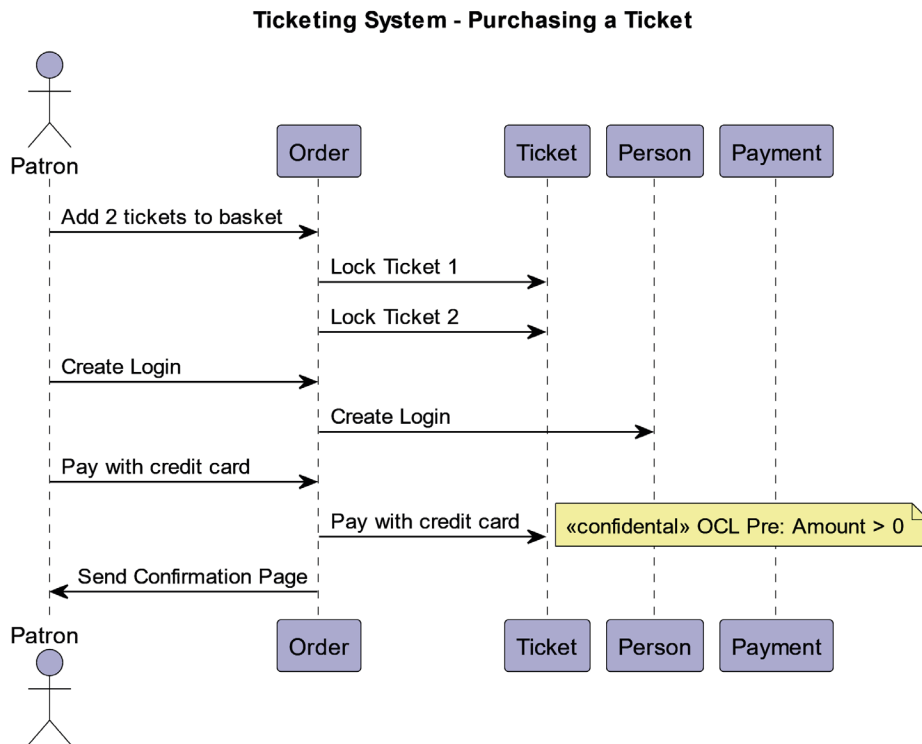 Ticketing System - Purchasing a Ticket
Patron
Order
Ticket
Person
Payment
Add 2 tickets to basket
Lock Ticket 1
Lock Ticket 2
Create Login
Create Login
Pay with credit card
Pay with credit card
«confidental» OCL Pre: Amount > 0
Send Confirmation Page
Patron
Order
Ticket
Person
Payment